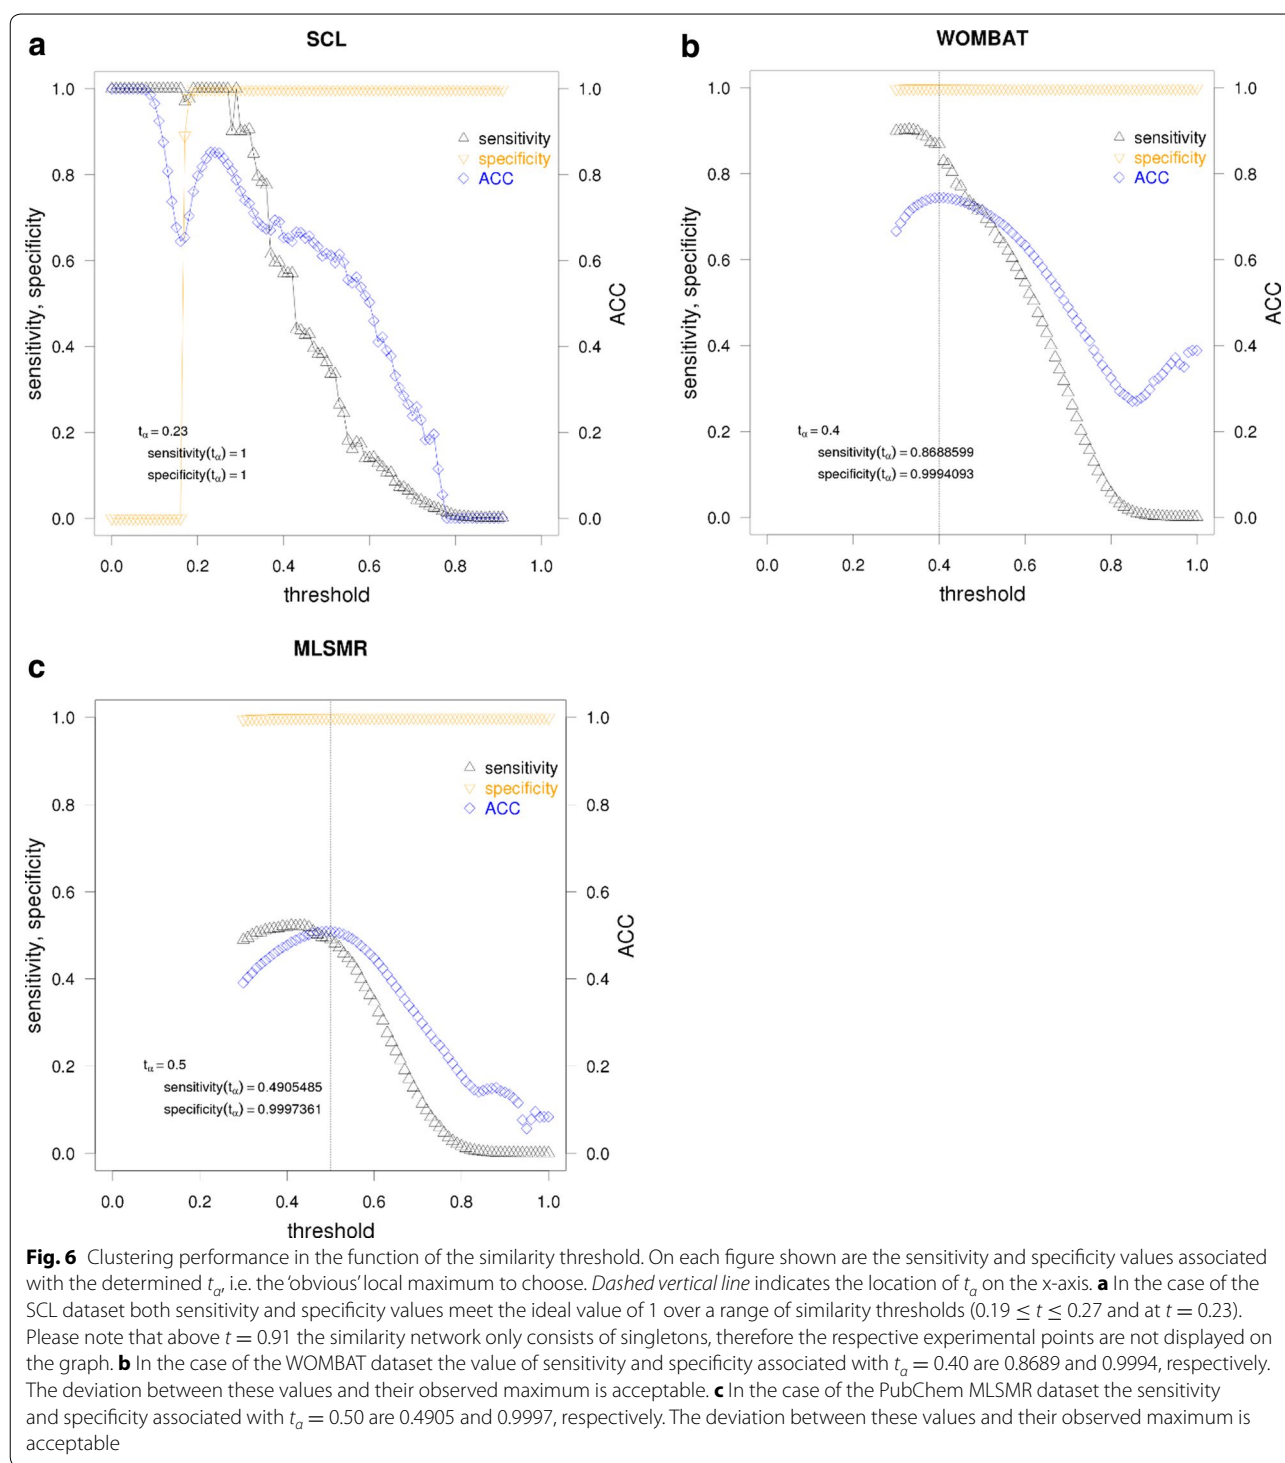 a
SCL
1.0
0.8
0.6
0.4
0.2
0.0
sensitivity, specificity
1.0
0.8
0.6
0.4
0.2
0.0
ACC
sensitivity
specificity
ACC
tα = 0.23
sensitivity(tα) = 1
specificity(tα) = 1
0.0 0.2 0.4 0.6 0.8 1.0
threshold
b
WOMBAT
1.0
0.8
0.6
0.4
0.2
0.0
sensitivity, specificity
1.0
0.8
0.6
0.4
0.2
0.0
ACC
sensitivity
specificity
ACC
tα = 0.4
sensitivity(tα) = 0.8688599
specificity(tα) = 0.9994093
0.0 0.2 0.4 0.6 0.8 1.0
threshold
c
MLSMR
1.0
0.8
0.6
0.4
0.2
0.0
sensitivity, specificity
1.0
0.8
0.6
0.4
0.2
0.0
ACC
sensitivity
specificity
ACC
tα = 0.5
sensitivity(tα) = 0.4905485
specificity(tα) = 0.9997361
0.0 0.2 0.4 0.6 0.8 1.0
threshold
Fig. 6 Clustering performance in the function of the similarity threshold. On each figure shown are the sensitivity and specificity values associated
with the determined tα, i.e. the ‘obvious’ local maximum to choose. Dashed vertical line indicates the location of tα on the x-axis. a In the case of the
SCL dataset both sensitivity and specificity values meet the ideal value of 1 over a range of similarity thresholds (0.19 ≤ t ≤ 0.27 and at t = 0.23).
Please note that above t = 0.91 the similarity network only consists of singletons, therefore the respective experimental points are not displayed on
the graph. b In the case of the WOMBAT dataset the value of sensitivity and specificity associated with tα = 0.40 are 0.8689 and 0.9994, respectively.
The deviation between these values and their observed maximum is acceptable. c In the case of the PubChem MLSMR dataset the sensitivity
and specificity associated with tα = 0.50 are 0.4905 and 0.9997, respectively. The deviation between these values and their observed maximum is
acceptable